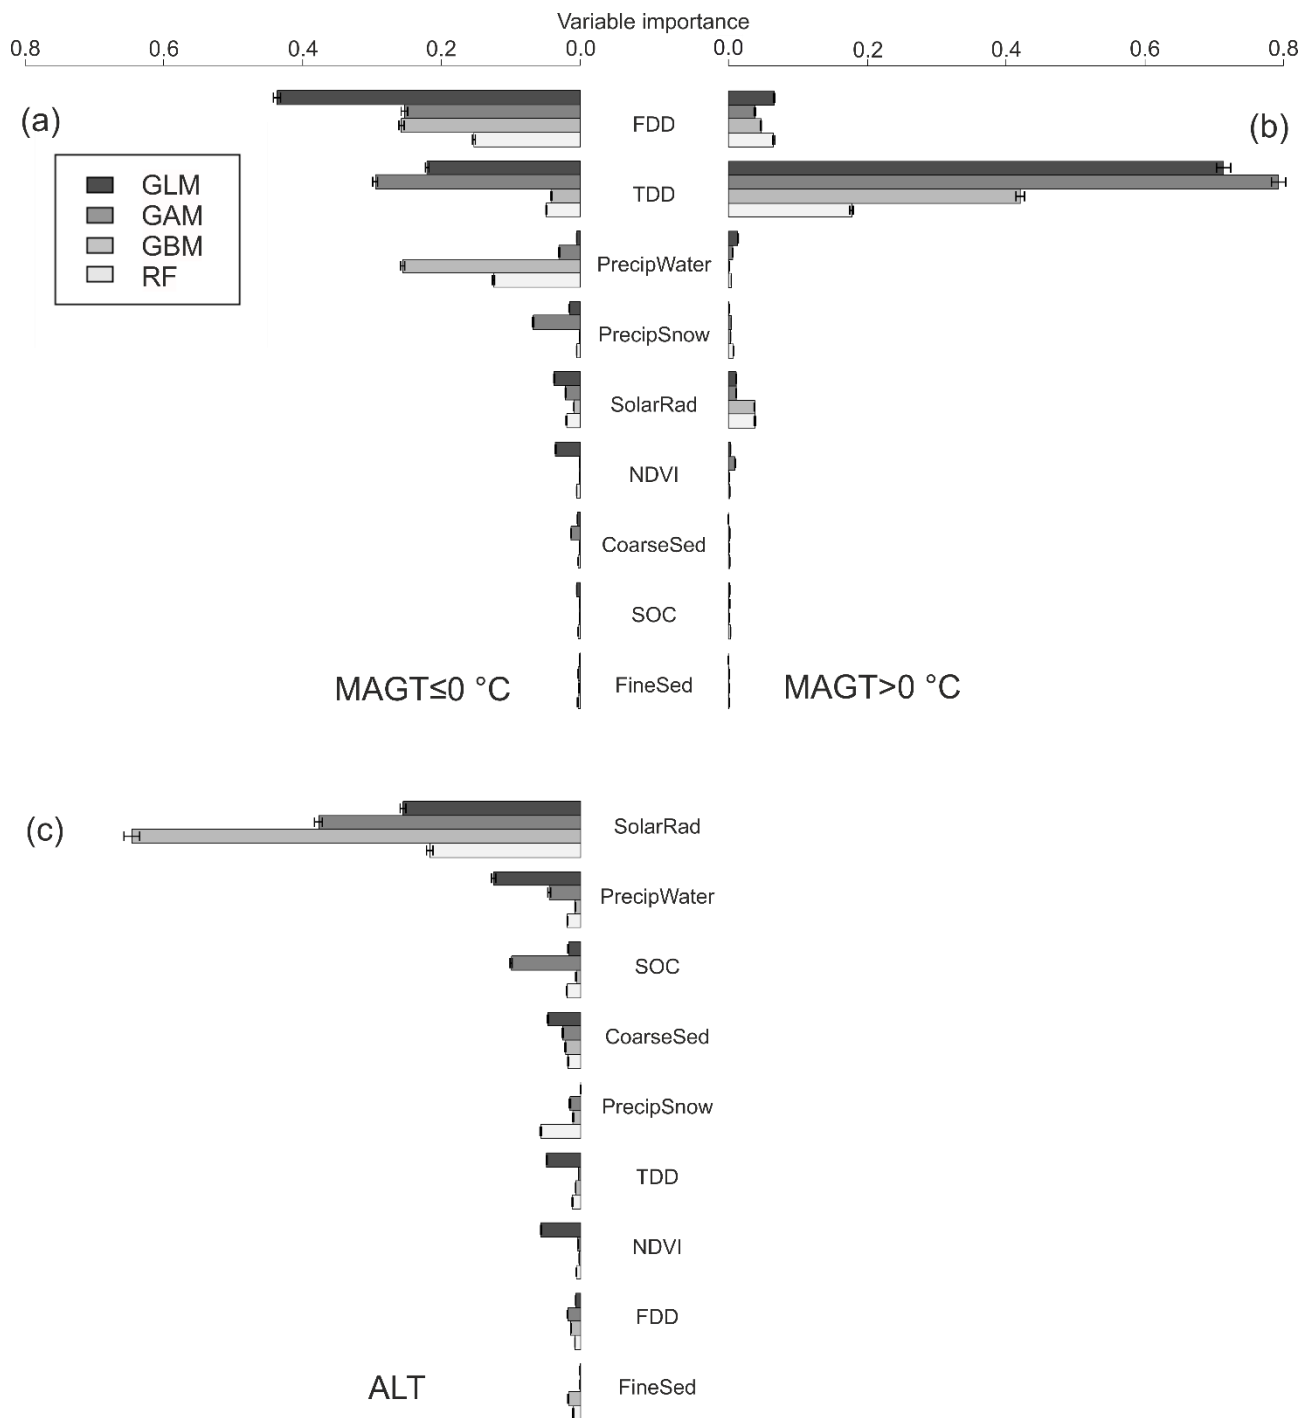 Variable importance
0.8 0.6 0.4 0.2 0.0 0.0 0.2 0.4 0.6 0.8
(a) FDD (b)
GLM
GAM
GBM
RF
TDD
PrecipWater
PrecipSnow
SolarRad
NDVI
CoarseSed
SOC
MAGT≤0 °C FineSed MAGT>0 °C
(c) SolarRad
PrecipWater
SOC
CoarseSed
PrecipSnow
TDD
NDVI
FDD
ALT FineSed